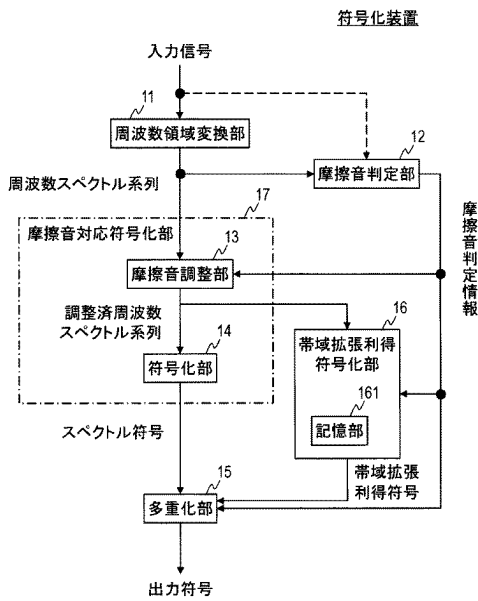 符号化装置
入力信号
11
周波数領域変換部
12
摩擦音判定部
周波数スペクトル系列
17
摩擦音対応符号化部
13
摩擦音調整部
摩擦音判定情報
調整済周波数
スペクトル系列
14
符号化部
16
帯域拡張利得
符号化部
161
記憶部
スペクトル符号
帯域拡張
利得符号
15
多重化部
出力符号